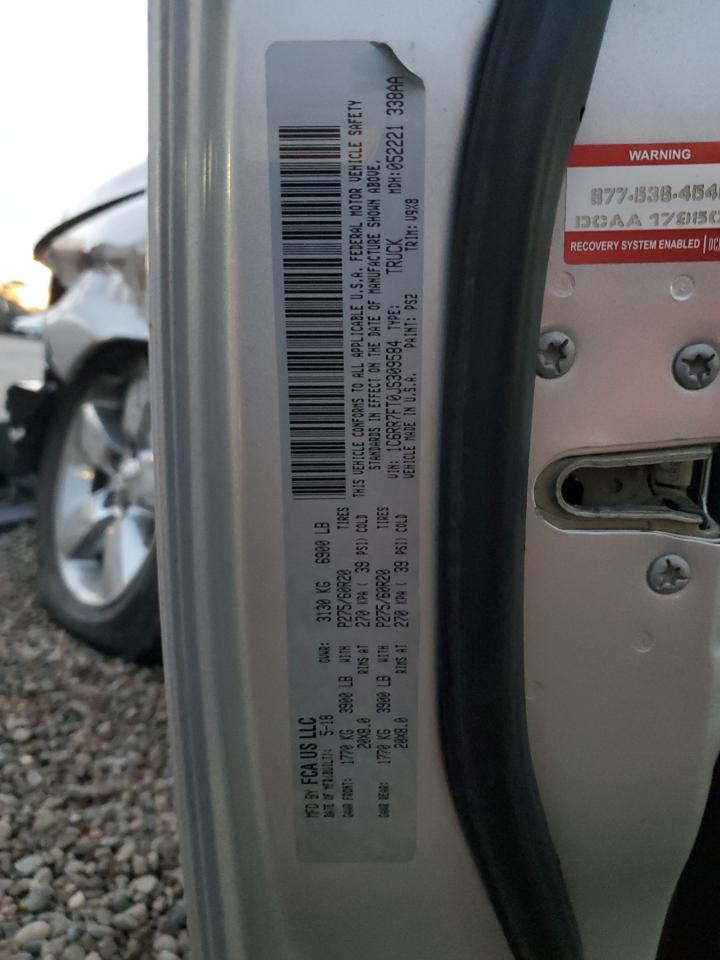 MFD BY FCA US LLC
DATE OF MFR(BUILT): 5-18 GVWR: 3130 KG 6900 LB
GAWR FRONT: 1770 KG 3900 LB WITH P275/60R20 TIRES
20X8.0 RIMS AT 270 KPA ( 39 PSI) COLD
GAWR REAR: 1770 KG 3900 LB WITH P275/60R20 TIRES
20X8.0 RIMS AT 270 KPA ( 39 PSI) COLD
THIS VEHICLE CONFORMS TO ALL APPLICABLE U.S.A. FEDERAL MOTOR VEHICLE SAFETY
STANDARDS IN EFFECT ON THE DATE OF MANUFACTURE SHOWN ABOVE.
VIN: 1C6RR7FT0JS309584 TYPE: TRUCK MDH: 052221 338AA
VEHICLE MADE IN U.S.A. PAINT: PS2 TRIM: V9X8
WARNING
877-536-454
DCAA 1785
RECOVERY SYSTEM ENABLED